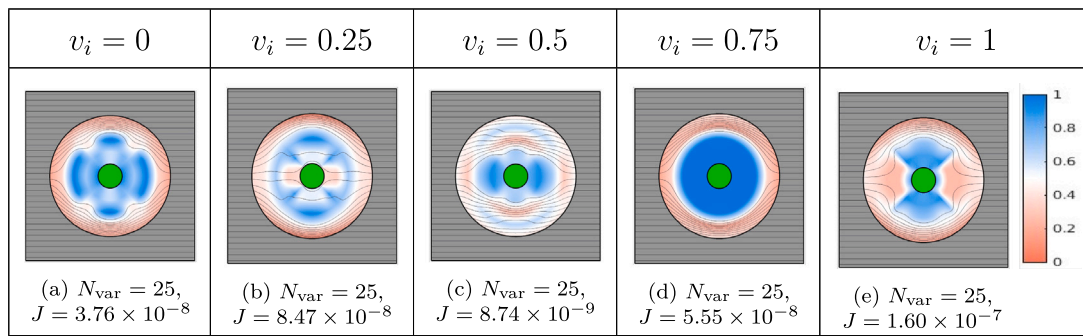 v_i = 0
v_i = 0.25
v_i = 0.5
v_i = 0.75
v_i = 1
1
0.8
0.6
0.4
0.2
0
(a) N_var = 25,
J = 3.76 × 10^−8
(b) N_var = 25,
J = 8.47 × 10^−8
(c) N_var = 25,
J = 8.74 × 10^−9
(d) N_var = 25,
J = 5.55 × 10^−8
(e) N_var = 25,
J = 1.60 × 10^−7